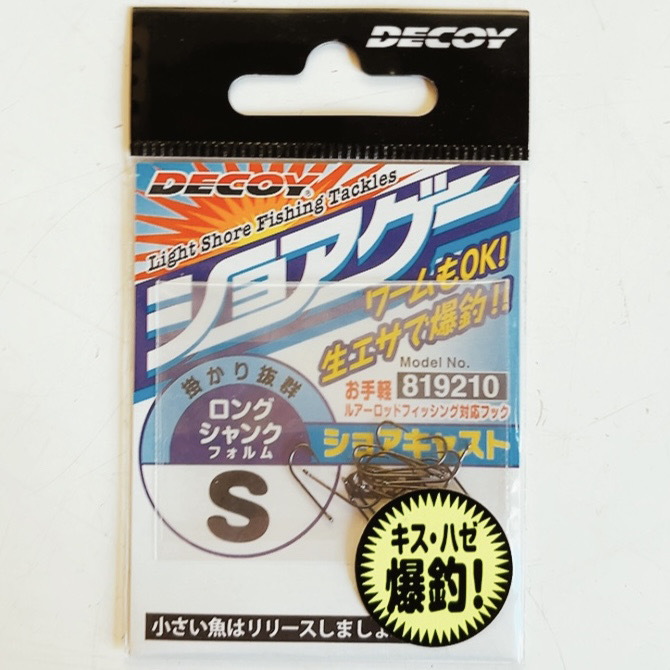 DECOY
DECOY®
Light Shore Fishing Tackles
ショアゲー
ワームもOK!
生エサで爆釣!!
Model No.
お手軽 819210
ルアーロッドフィッシング対応フック
掛かり抜群
ロング
シャンク
フォルム
ショアキャスト
S
キス・ハゼ
爆釣!
小さい魚はリリースしましょ